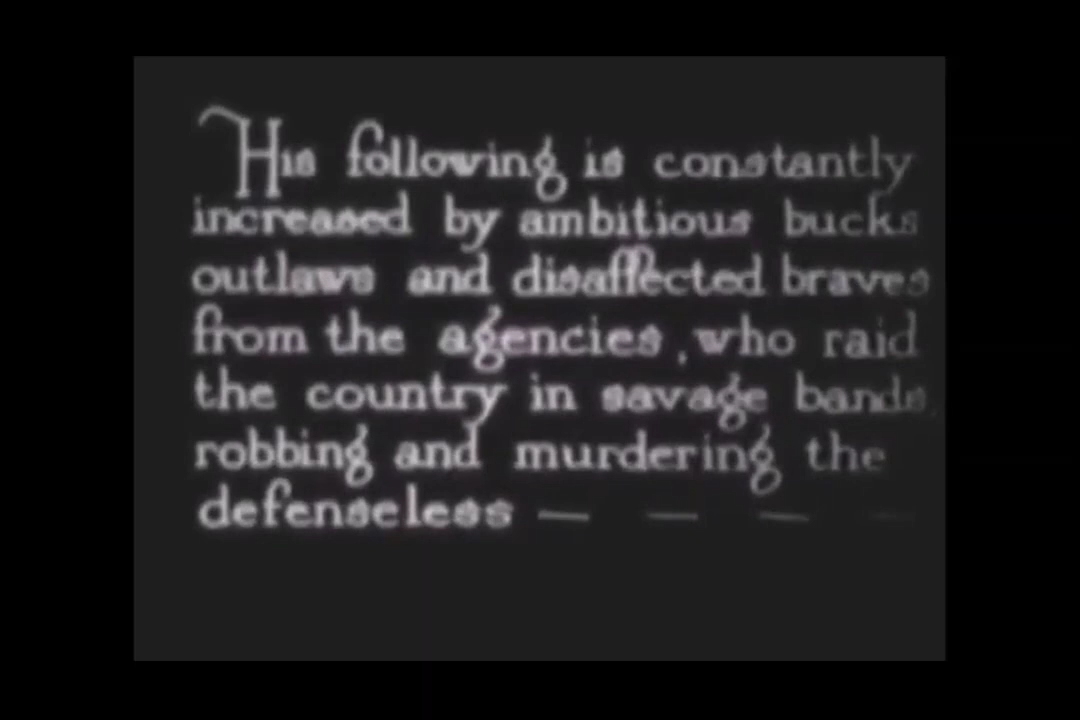 His following is constantly
increased by ambitious bucks
outlaws and disaffected braves
from the agencies, who raid
the country in savage bands,
robbing and murdering the
defenseless — — — —